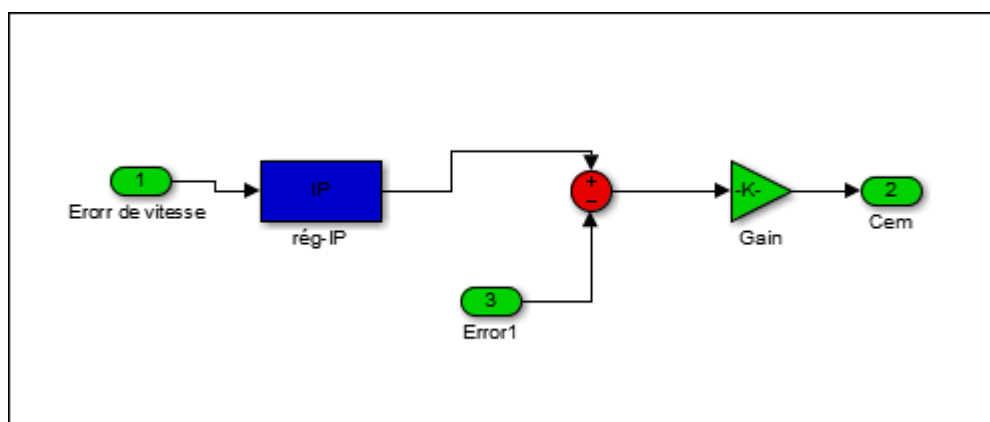 1
Erorr de vitesse
IP
rég-IP
+
−
3
Error1
-K-
Gain
2
Cem